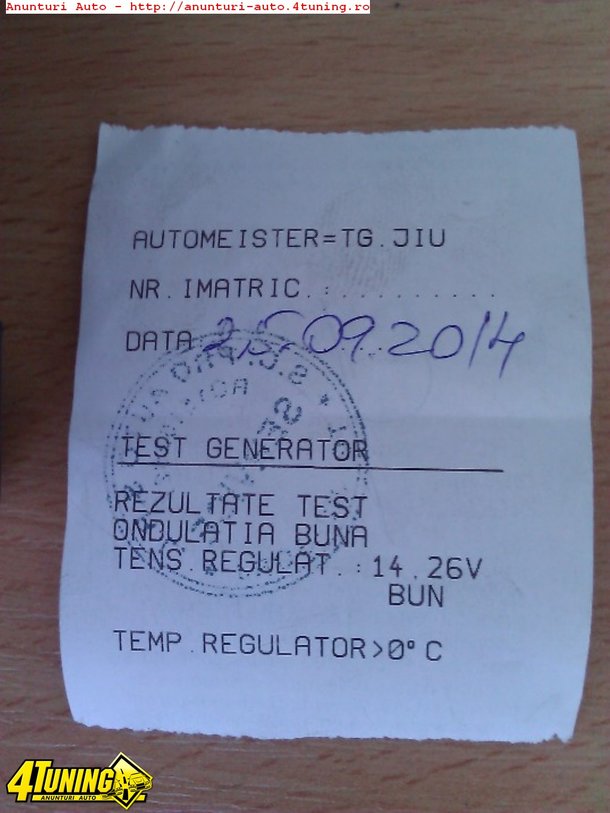 Anunturi Auto - http://anunturi-auto.4tuning.ro
AUTOMEISTER=TG.JIU
NR.IMATRIC.:..........
DATA 25.09.2014
TEST GENERATOR
REZULTATE TEST
ONDULATIA BUNA
TENS.REGULAT.:14.26V
BUN
TEMP.REGULATOR>0°C
4TUNING
ANUNTURI AUTO